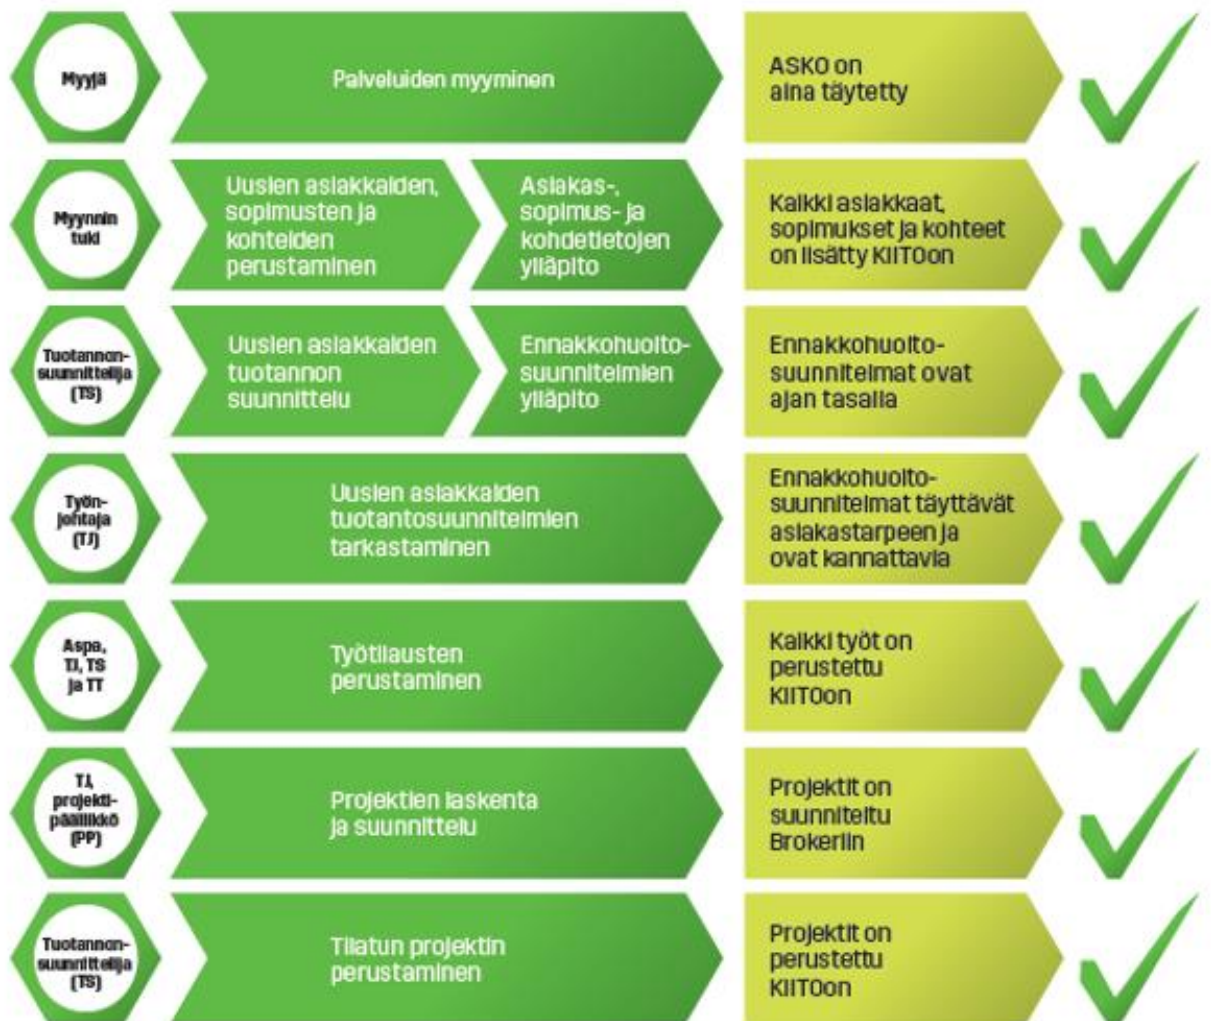 Myyjä
Palveluiden myyminen
ASKO on
aina täytetty
Myynnin
tuki
Uusien asiakkaiden,
sopimusten ja
kohteiden
perustaminen
Asiakas-,
sopimus- ja
kohdetietojen
ylläpito
Kaikki asiakkaat,
sopimukset ja kohteet
on lisätty KIITOon
Tuotannon-
suunnittelija
(TS)
Uusien asiakkaiden
tuotannon
suunnittelu
Ennakkohuolto-
suunnitelmien
ylläpito
Ennakkohuolto-
suunnitelmat ovat
ajan tasalla
Työn-
johtaja
(TJ)
Uusien asiakkaiden
tuotantosuunnitelmien
tarkastaminen
Ennakkohuolto-
suunnitelmat täyttävät
asiakastarpeen ja
ovat kannattavia
Aspa,
TJ, TS
ja TT
Työtilausten
perustaminen
Kaikki työt on
perustettu
KIITOon
TJ,
projekti-
päällikkö
(PP)
Projektien laskenta
ja suunnittelu
Projektit on
suunniteltu
Brokeriin
Tuotannon-
suunnittelija
(TS)
Tilatun projektin
perustaminen
Projektit on
perustettu
KIITOon